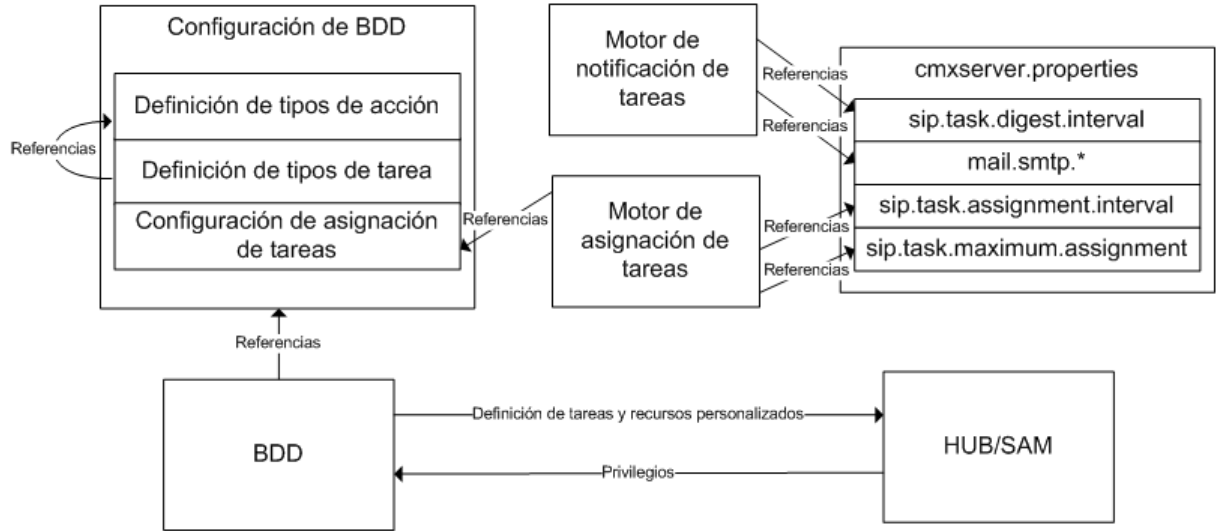 Configuración de BDD
Definición de tipos de acción
Definición de tipos de tarea
Configuración de asignación
de tareas
Referencias
Motor de
notificación de
tareas
Referencias
Referencias
cmxserver.properties
sip.task.digest.interval
mail.smtp.*
sip.task.assignment.interval
sip.task.maximum.assignment
Referencias
Motor de
asignación de
tareas
Referencias
Referencias
Referencias
BDD
Definición de tareas y recursos personalizados
Privilegios
HUB/SAM